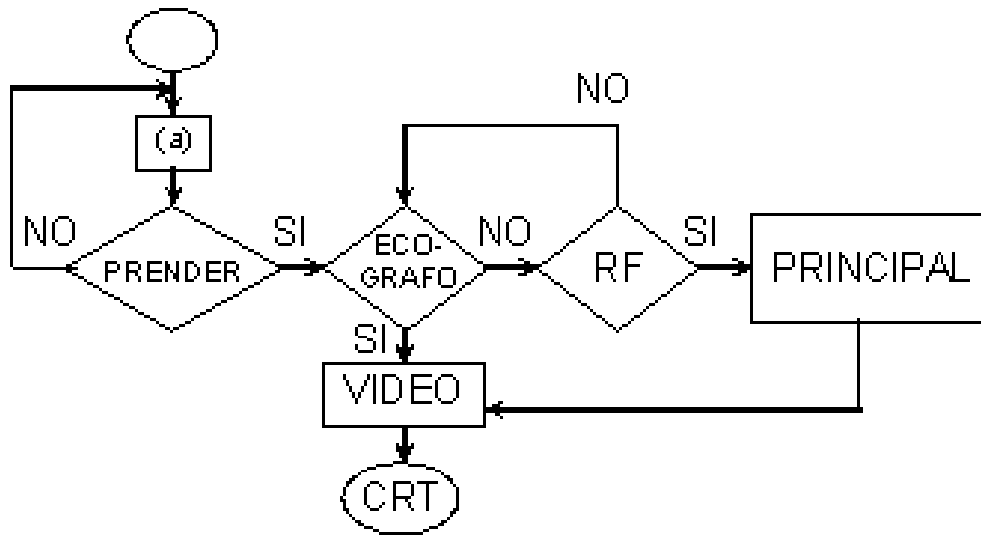 NO
(a)
NO
SI
ECO-
GRAFO
NO
SI
PRENDER
RF
PRINCIPAL
SI
VIDEO
CRT